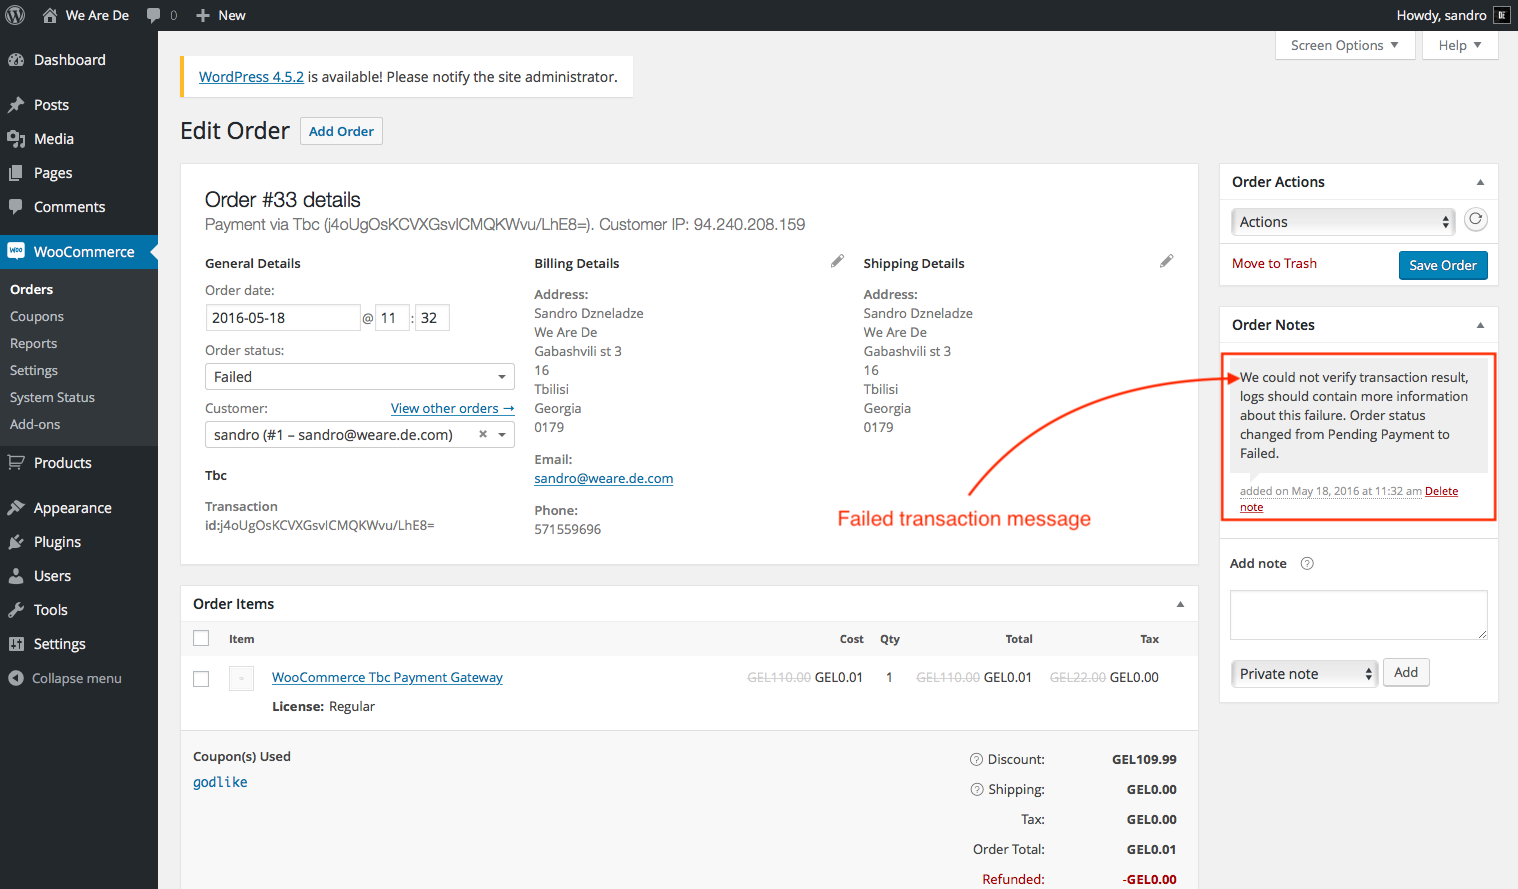 We Are De
0
New
Howdy, sandro
Dashboard
Posts
Media
Pages
Comments
WooCommerce
Orders
Coupons
Reports
Settings
System Status
Add-ons
Products
Appearance
Plugins
Users
Tools
Settings
Collapse menu
Screen Options
Help
WordPress 4.5.2 is available! Please notify the site administrator.
Edit Order
Add Order
Order #33 details
Payment via Tbc (j4oUgOsKCVXGsvICMQKWvu/LhE8=). Customer IP: 94.240.208.159
General Details
Order date:
2016-05-18 @ 11 : 32
Order status:
Failed
Customer:
View other orders →
sandro (#1 – sandro@weare.de.com) ×
Tbc
Transaction
id:j4oUgOsKCVXGsvICMQKWvu/LhE8=
Billing Details
Address:
Sandro Dzneladze
We Are De
Gabashvili st 3
16
Tbilisi
Georgia
0179
Email:
sandro@weare.de.com
Phone:
571559696
Shipping Details
Address:
Sandro Dzneladze
We Are De
Gabashvili st 3
16
Tbilisi
Georgia
0179
Failed transaction message
Order Actions
Actions
Move to Trash
Save Order
Order Notes
We could not verify transaction result,
logs should contain more information
about this failure. Order status
changed from Pending Payment to
Failed.
added on May 18, 2016 at 11:32 am Delete
note
Add note ?
Private note
Add
Order Items
Item Cost Qty Total Tax
WooCommerce Tbc Payment Gateway GEL110.00 GEL0.01 1 GEL110.00 GEL0.01 GEL22.00 GEL0.00
License: Regular
Coupon(s) Used
godlike
? Discount: GEL109.99
? Shipping: GEL0.00
Tax: GEL0.00
Order Total: GEL0.01
Refunded: -GEL0.00